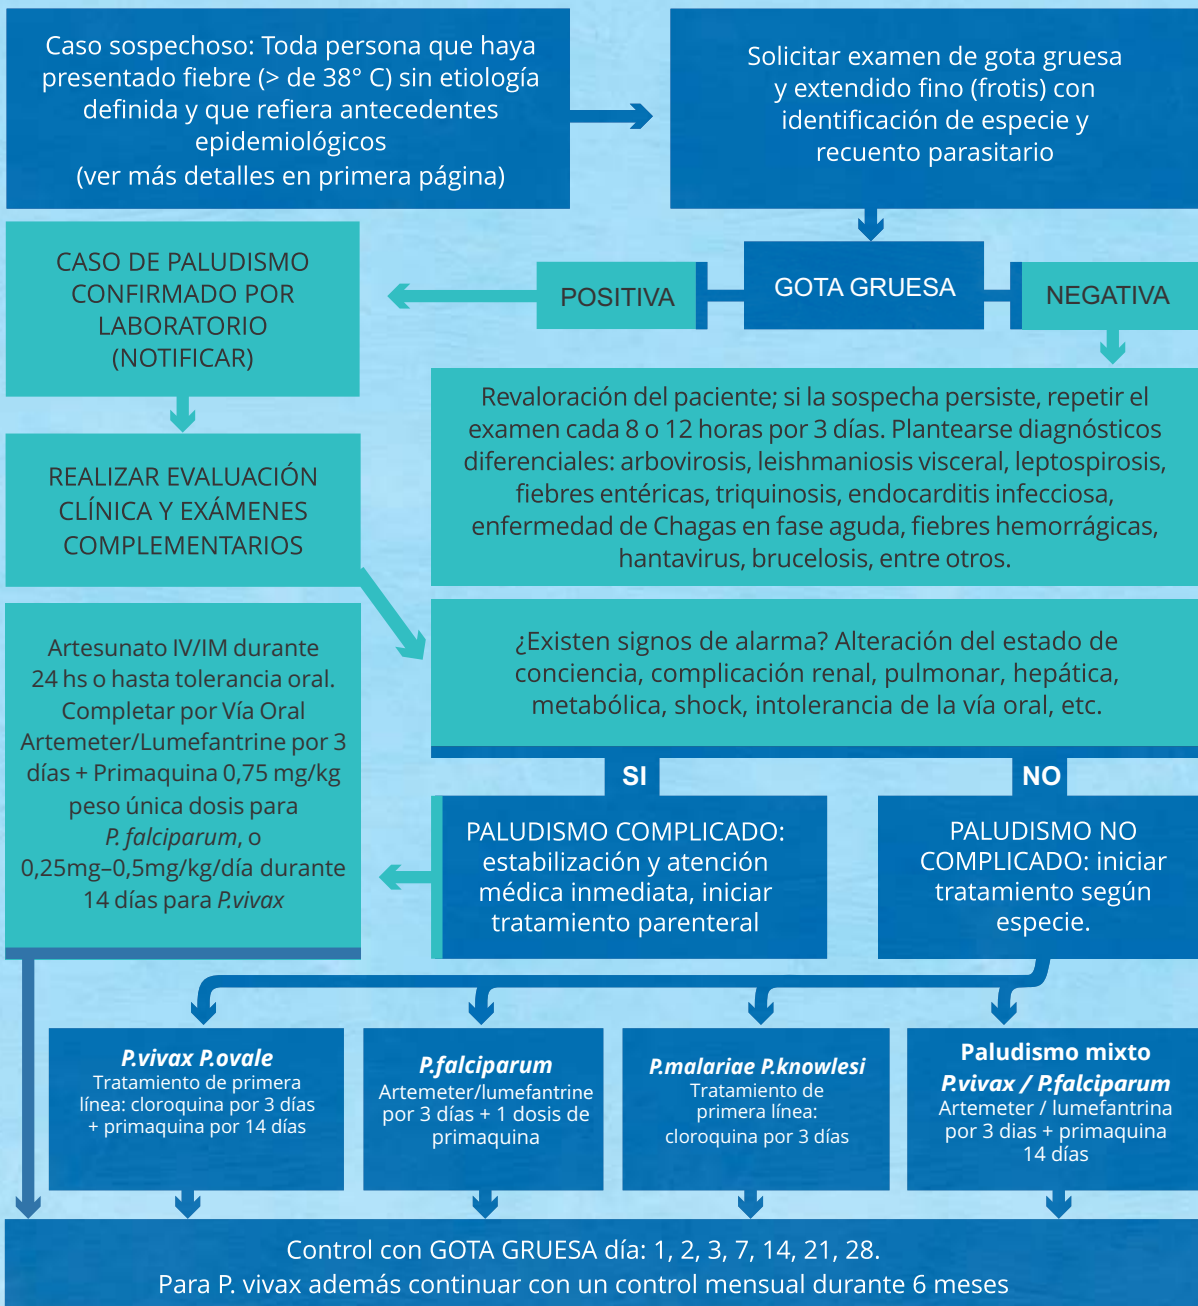 Caso sospechoso: Toda persona que haya
presentado fiebre (> de 38° C) sin etiología
definida y que refiera antecedentes
epidemiológicos
(ver más detalles en primera página)
Solicitar examen de gota gruesa
y extendido fino (frotis) con
identificación de especie y
recuento parasitario
GOTA GRUESA
POSITIVA
NEGATIVA
CASO DE PALUDISMO
CONFIRMADO POR
LABORATORIO
(NOTIFICAR)
Revaloración del paciente; si la sospecha persiste, repetir el
examen cada 8 o 12 horas por 3 días. Plantearse diagnósticos
diferenciales: arbovirosis, leishmaniosis visceral, leptospirosis,
fiebres entéricas, triquinosis, endocarditis infecciosa,
enfermedad de Chagas en fase aguda, fiebres hemorrágicas,
hantavirus, brucelosis, entre otros.
REALIZAR EVALUACIÓN
CLÍNICA Y EXÁMENES
COMPLEMENTARIOS
¿Existen signos de alarma? Alteración del estado de
conciencia, complicación renal, pulmonar, hepática,
metabólica, shock, intolerancia de la vía oral, etc.
SI
NO
PALUDISMO COMPLICADO:
estabilización y atención
médica inmediata, iniciar
tratamiento parenteral
PALUDISMO NO
COMPLICADO: iniciar
tratamiento según
especie.
Artesunato IV/IM durante
24 hs o hasta tolerancia oral.
Completar por Vía Oral
Artemeter/Lumefantrine por 3
días + Primaquina 0,75 mg/kg
peso única dosis para
P. falciparum, o
0,25mg–0,5mg/kg/día durante
14 días para P.vivax
P.vivax P.ovale
Tratamiento de primera
línea: cloroquina por 3 días
+ primaquina por 14 días
P.falciparum
Artemeter/lumefantrine
por 3 días + 1 dosis de
primaquina
P.malariae P.knowlesi
Tratamiento de
primera línea:
cloroquina por 3 días
Paludismo mixto
P.vivax / P.falciparum
Artemeter / lumefantrina
por 3 dias + primaquina
14 días
Control con GOTA GRUESA día: 1, 2, 3, 7, 14, 21, 28.
Para P. vivax además continuar con un control mensual durante 6 meses